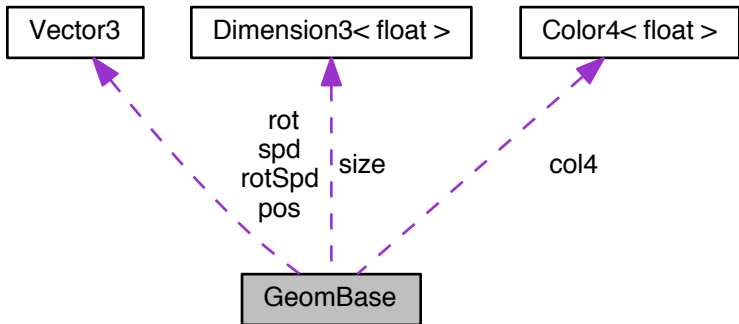 Vector3
Dimension3< float >
Color4< float >
rot
spd
rotSpd
pos
size
col4
GeomBase